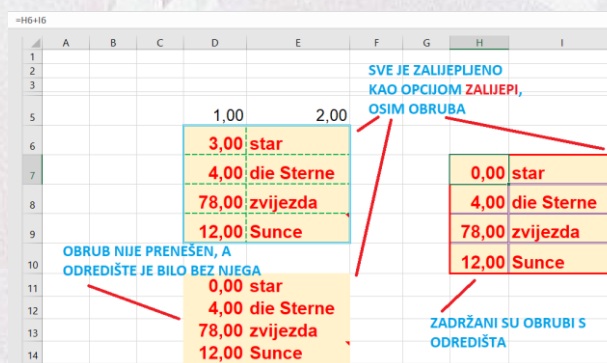 =H6+I6
A B C D E F G H I
1
2
3
SVE JE ZALIJEPLJENO
KAO OPCIJOM ZALIJEPI,
OSIM OBRUBA
5 1,00 2,00
6 3,00 star
7 4,00 die Sterne 0,00 star
8 78,00 zvijezda 4,00 die Sterne
9 12,00 Sunce 78,00 zvijezda
10 12,00 Sunce
OBRUB NIJE PRENEŠEN, A
ODREDIŠTE JE BILO BEZ NJEGA
11 0,00 star
12 4,00 die Sterne
13 78,00 zvijezda
14 12,00 Sunce
ZADRŽANI SU OBRUBI S
ODREDIŠTA